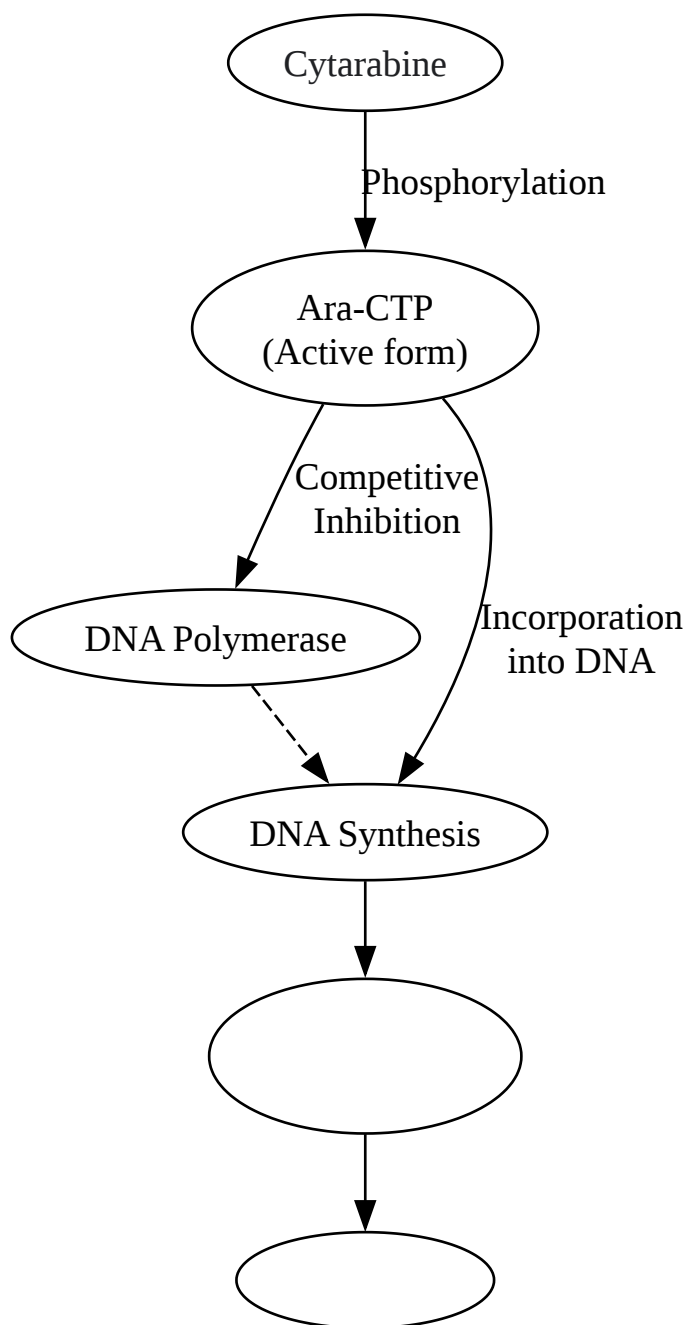 Cytarabine
Phosphorylation
Ara-CTP
(Active form)
Competitive
Inhibition
Incorporation
into DNA
DNA Polymerase
DNA Synthesis